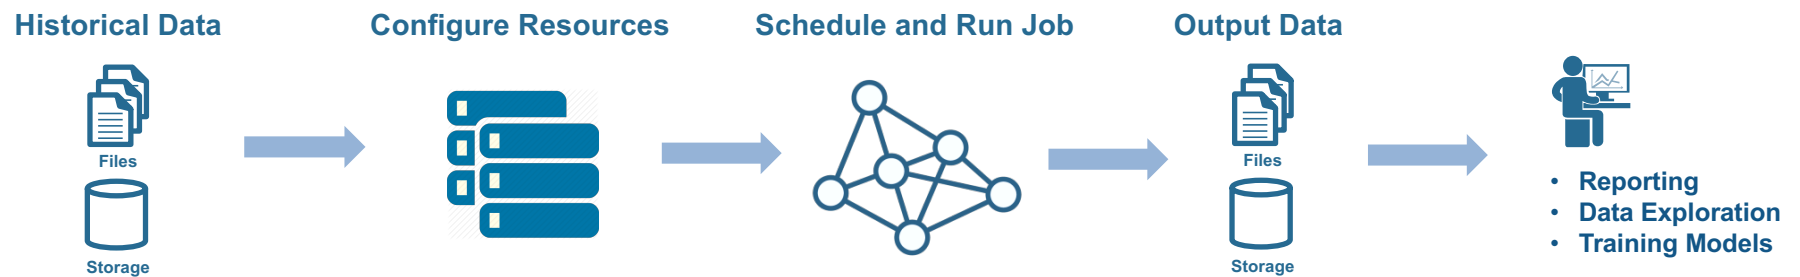 Historical Data
Configure Resources
Schedule and Run Job
Output Data
Files
Storage
Files
Storage
• Reporting
• Data Exploration
• Training Models